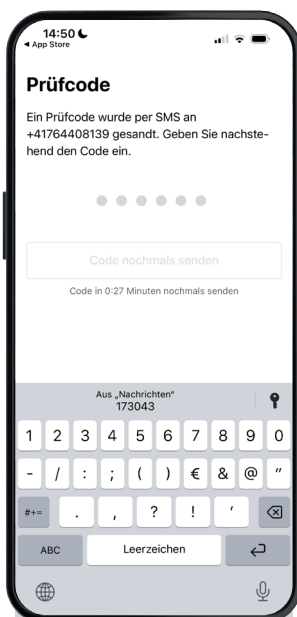 14:50
◀ App Store
Prüfcode
Ein Prüfcode wurde per SMS an
+41764408139 gesandt. Geben Sie nachste-
hend den Code ein.
Code nochmals senden
Code in 0:27 Minuten nochmals senden
Aus „Nachrichten“
173043
1 2 3 4 5 6 7 8 9 0
- / : ; ( ) € & @ "
#+= . , ? ! '
ABC Leerzeichen